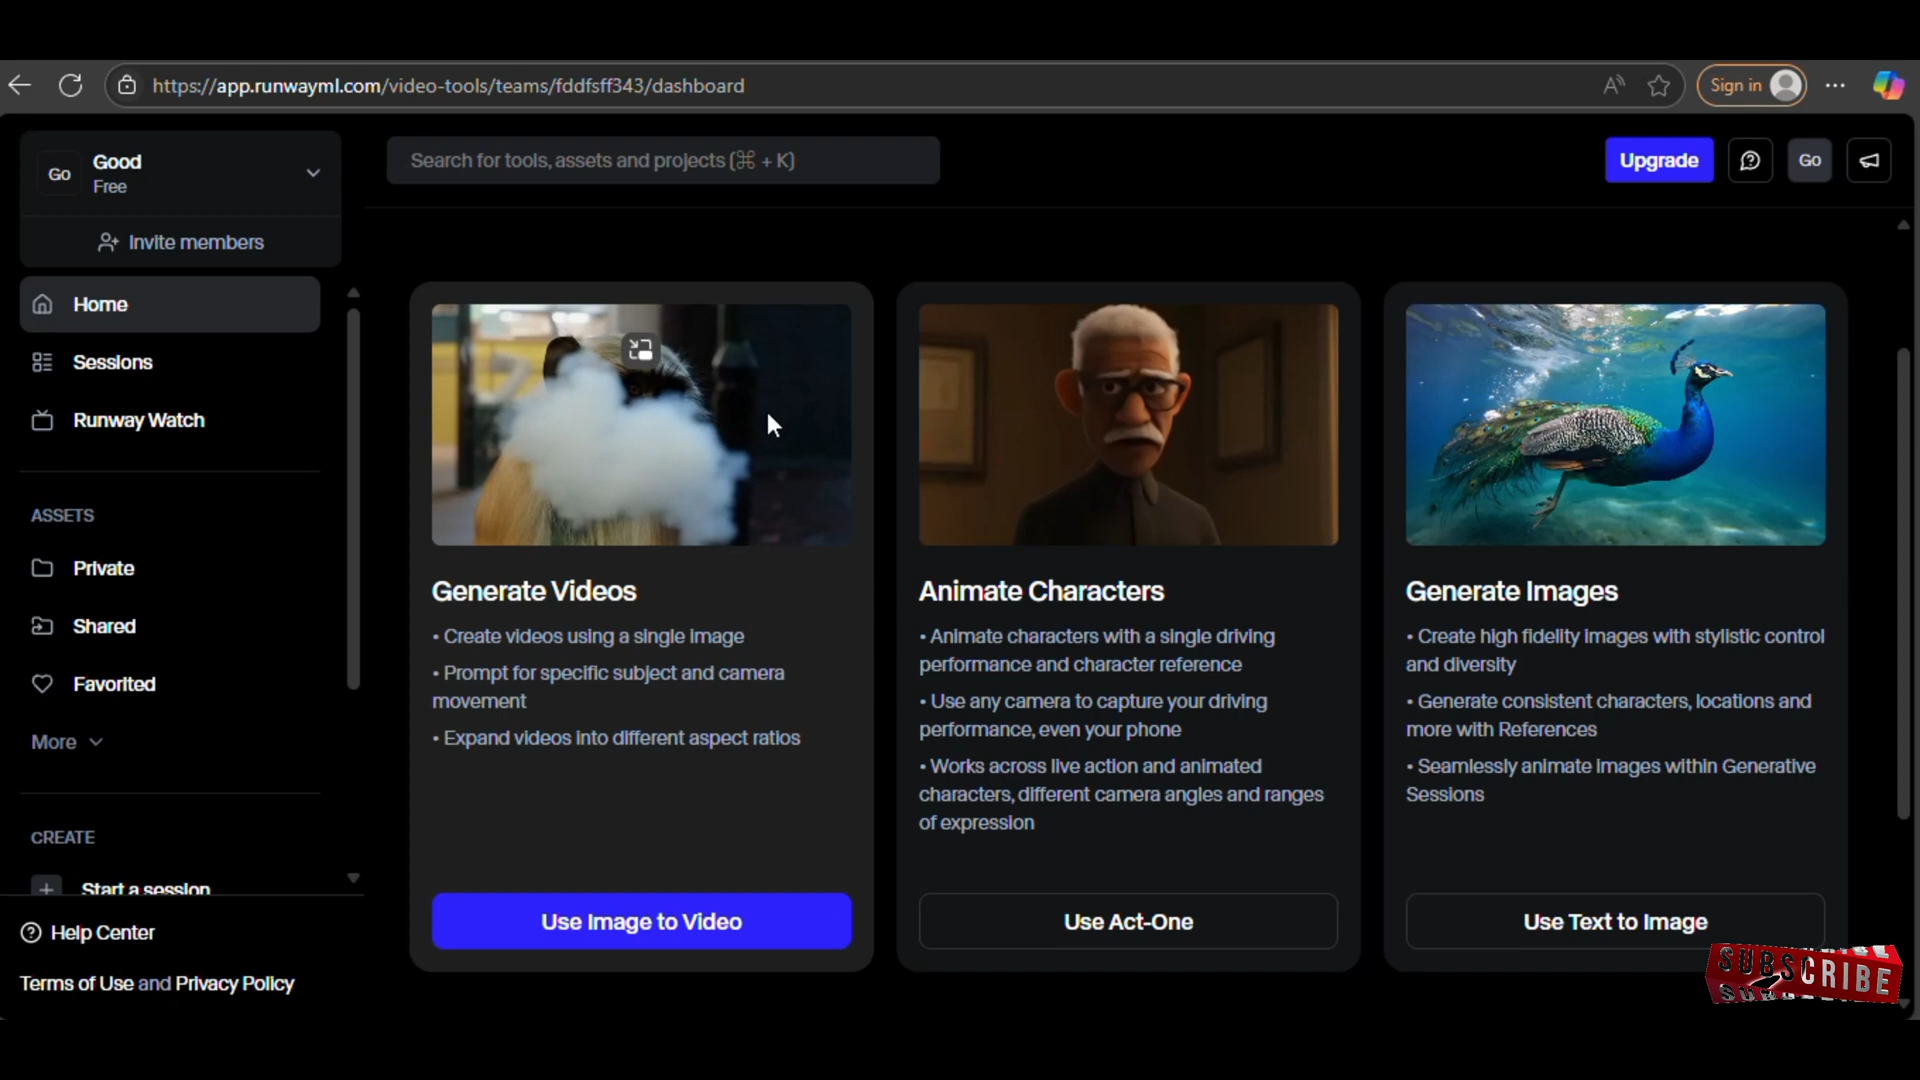 https://app.runwayml.com/video-tools/teams/fddfsff343/dashboard
Sign in
Go
Good
Free
Invite members
Search for tools, assets and projects (⌘ + K)
Upgrade
Go
Home
Sessions
Runway Watch
ASSETS
Private
Shared
Favorited
More
CREATE
Start a session
Help Center
Terms of Use and Privacy Policy
Generate Videos
• Create videos using a single image
• Prompt for specific subject and camera
movement
• Expand videos into different aspect ratios
Use Image to Video
Animate Characters
• Animate characters with a single driving
performance and character reference
• Use any camera to capture your driving
performance, even your phone
• Works across live action and animated
characters, different camera angles and ranges
of expression
Use Act-One
Generate Images
• Create high fidelity images with stylistic control
and diversity
• Generate consistent characters, locations and
more with References
• Seamlessly animate images within Generative
Sessions
Use Text to Image
SUBSCRIBE